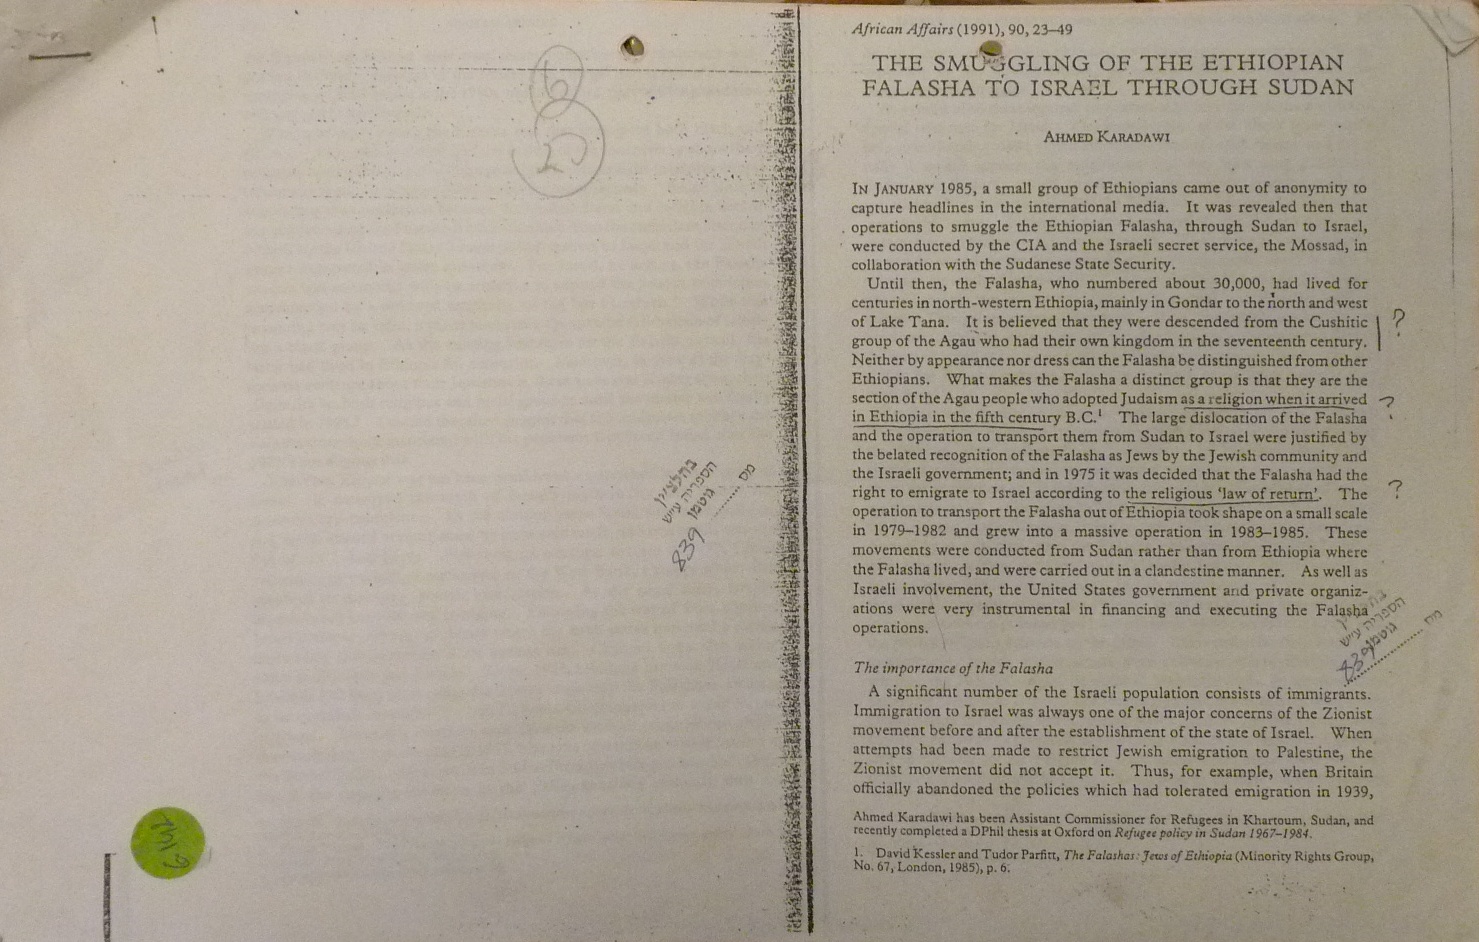 6
20
בהלצ'ין
הספריה ע״ש
גוטמן
מס
839
African Affairs (1991), 90, 23–49
THE SMUGGLING OF THE ETHIOPIAN
FALASHA TO ISRAEL THROUGH SUDAN
AHMED KARADAWI
IN JANUARY 1985, a small group of Ethiopians came out of anonymity to
capture headlines in the international media. It was revealed then that
operations to smuggle the Ethiopian Falasha, through Sudan to Israel,
were conducted by the CIA and the Israeli secret service, the Mossad, in
collaboration with the Sudanese State Security.
Until then, the Falasha, who numbered about 30,000, had lived for
centuries in north-western Ethiopia, mainly in Gondar to the north and west
of Lake Tana. It is believed that they were descended from the Cushitic
group of the Agau who had their own kingdom in the seventeenth century. ?
Neither by appearance nor dress can the Falasha be distinguished from other
Ethiopians. What makes the Falasha a distinct group is that they are the
section of the Agau people who adopted Judaism as a religion when it arrived ?
in Ethiopia in the fifth century B.C.¹ The large dislocation of the Falasha
and the operation to transport them from Sudan to Israel were justified by
the belated recognition of the Falasha as Jews by the Jewish community and
the Israeli government; and in 1975 it was decided that the Falasha had the
right to emigrate to Israel according to the religious 'law of return'. The ?
operation to transport the Falasha out of Ethiopia took shape on a small scale
in 1979–1982 and grew into a massive operation in 1983–1985. These
movements were conducted from Sudan rather than from Ethiopia where
the Falasha lived, and were carried out in a clandestine manner. As well as
Israeli involvement, the United States government and private organiz-
ations were very instrumental in financing and executing the Falasha
operations.
הספריה ע״ש
גוטמן
מס
839
The importance of the Falasha
A significant number of the Israeli population consists of immigrants.
Immigration to Israel was always one of the major concerns of the Zionist
movement before and after the establishment of the state of Israel. When
attempts had been made to restrict Jewish emigration to Palestine, the
Zionist movement did not accept it. Thus, for example, when Britain
officially abandoned the policies which had tolerated emigration in 1939,
Ahmed Karadawi has been Assistant Commissioner for Refugees in Khartoum, Sudan, and
recently completed a DPhil thesis at Oxford on Refugee policy in Sudan 1967–1984.
1. David Kessler and Tudor Parfitt, The Falashas: Jews of Ethiopia (Minority Rights Group,
No. 67, London, 1985), p. 6.